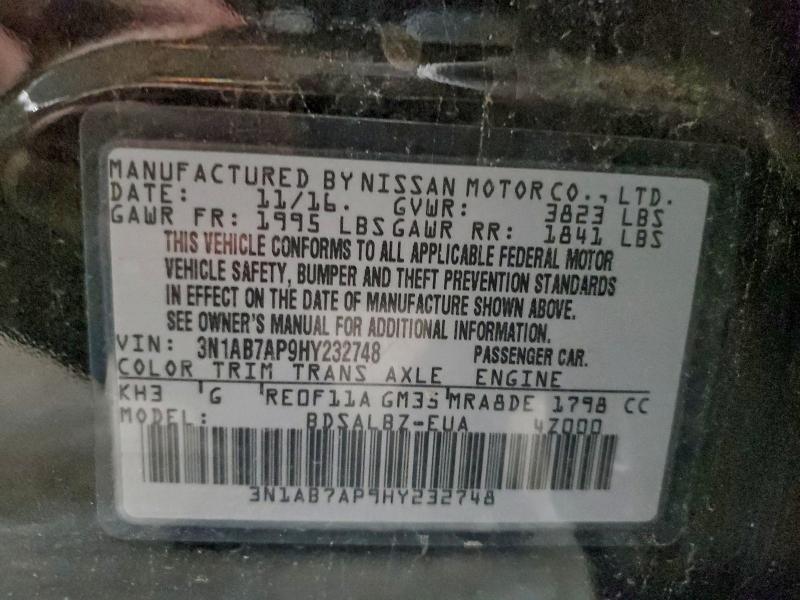 MANUFACTURED BY NISSAN MOTOR CO., LTD.
DATE: 11/16. GVWR: 3823 LBS
GAWR FR: 1995 LBS GAWR RR: 1841 LBS
THIS VEHICLE CONFORMS TO ALL APPLICABLE FEDERAL MOTOR
VEHICLE SAFETY, BUMPER AND THEFT PREVENTION STANDARDS
IN EFFECT ON THE DATE OF MANUFACTURE SHOWN ABOVE.
SEE OWNER'S MANUAL FOR ADDITIONAL INFORMATION.
VIN: 3N1AB7AP9HY232748 PASSENGER CAR.
COLOR TRIM TRANS AXLE ENGINE
KH3 G RE0F11A GM35 MRA8DE 1798 CC
MODEL: BDSALBZ-EUA 4Z000
3N1AB7AP9HY232748